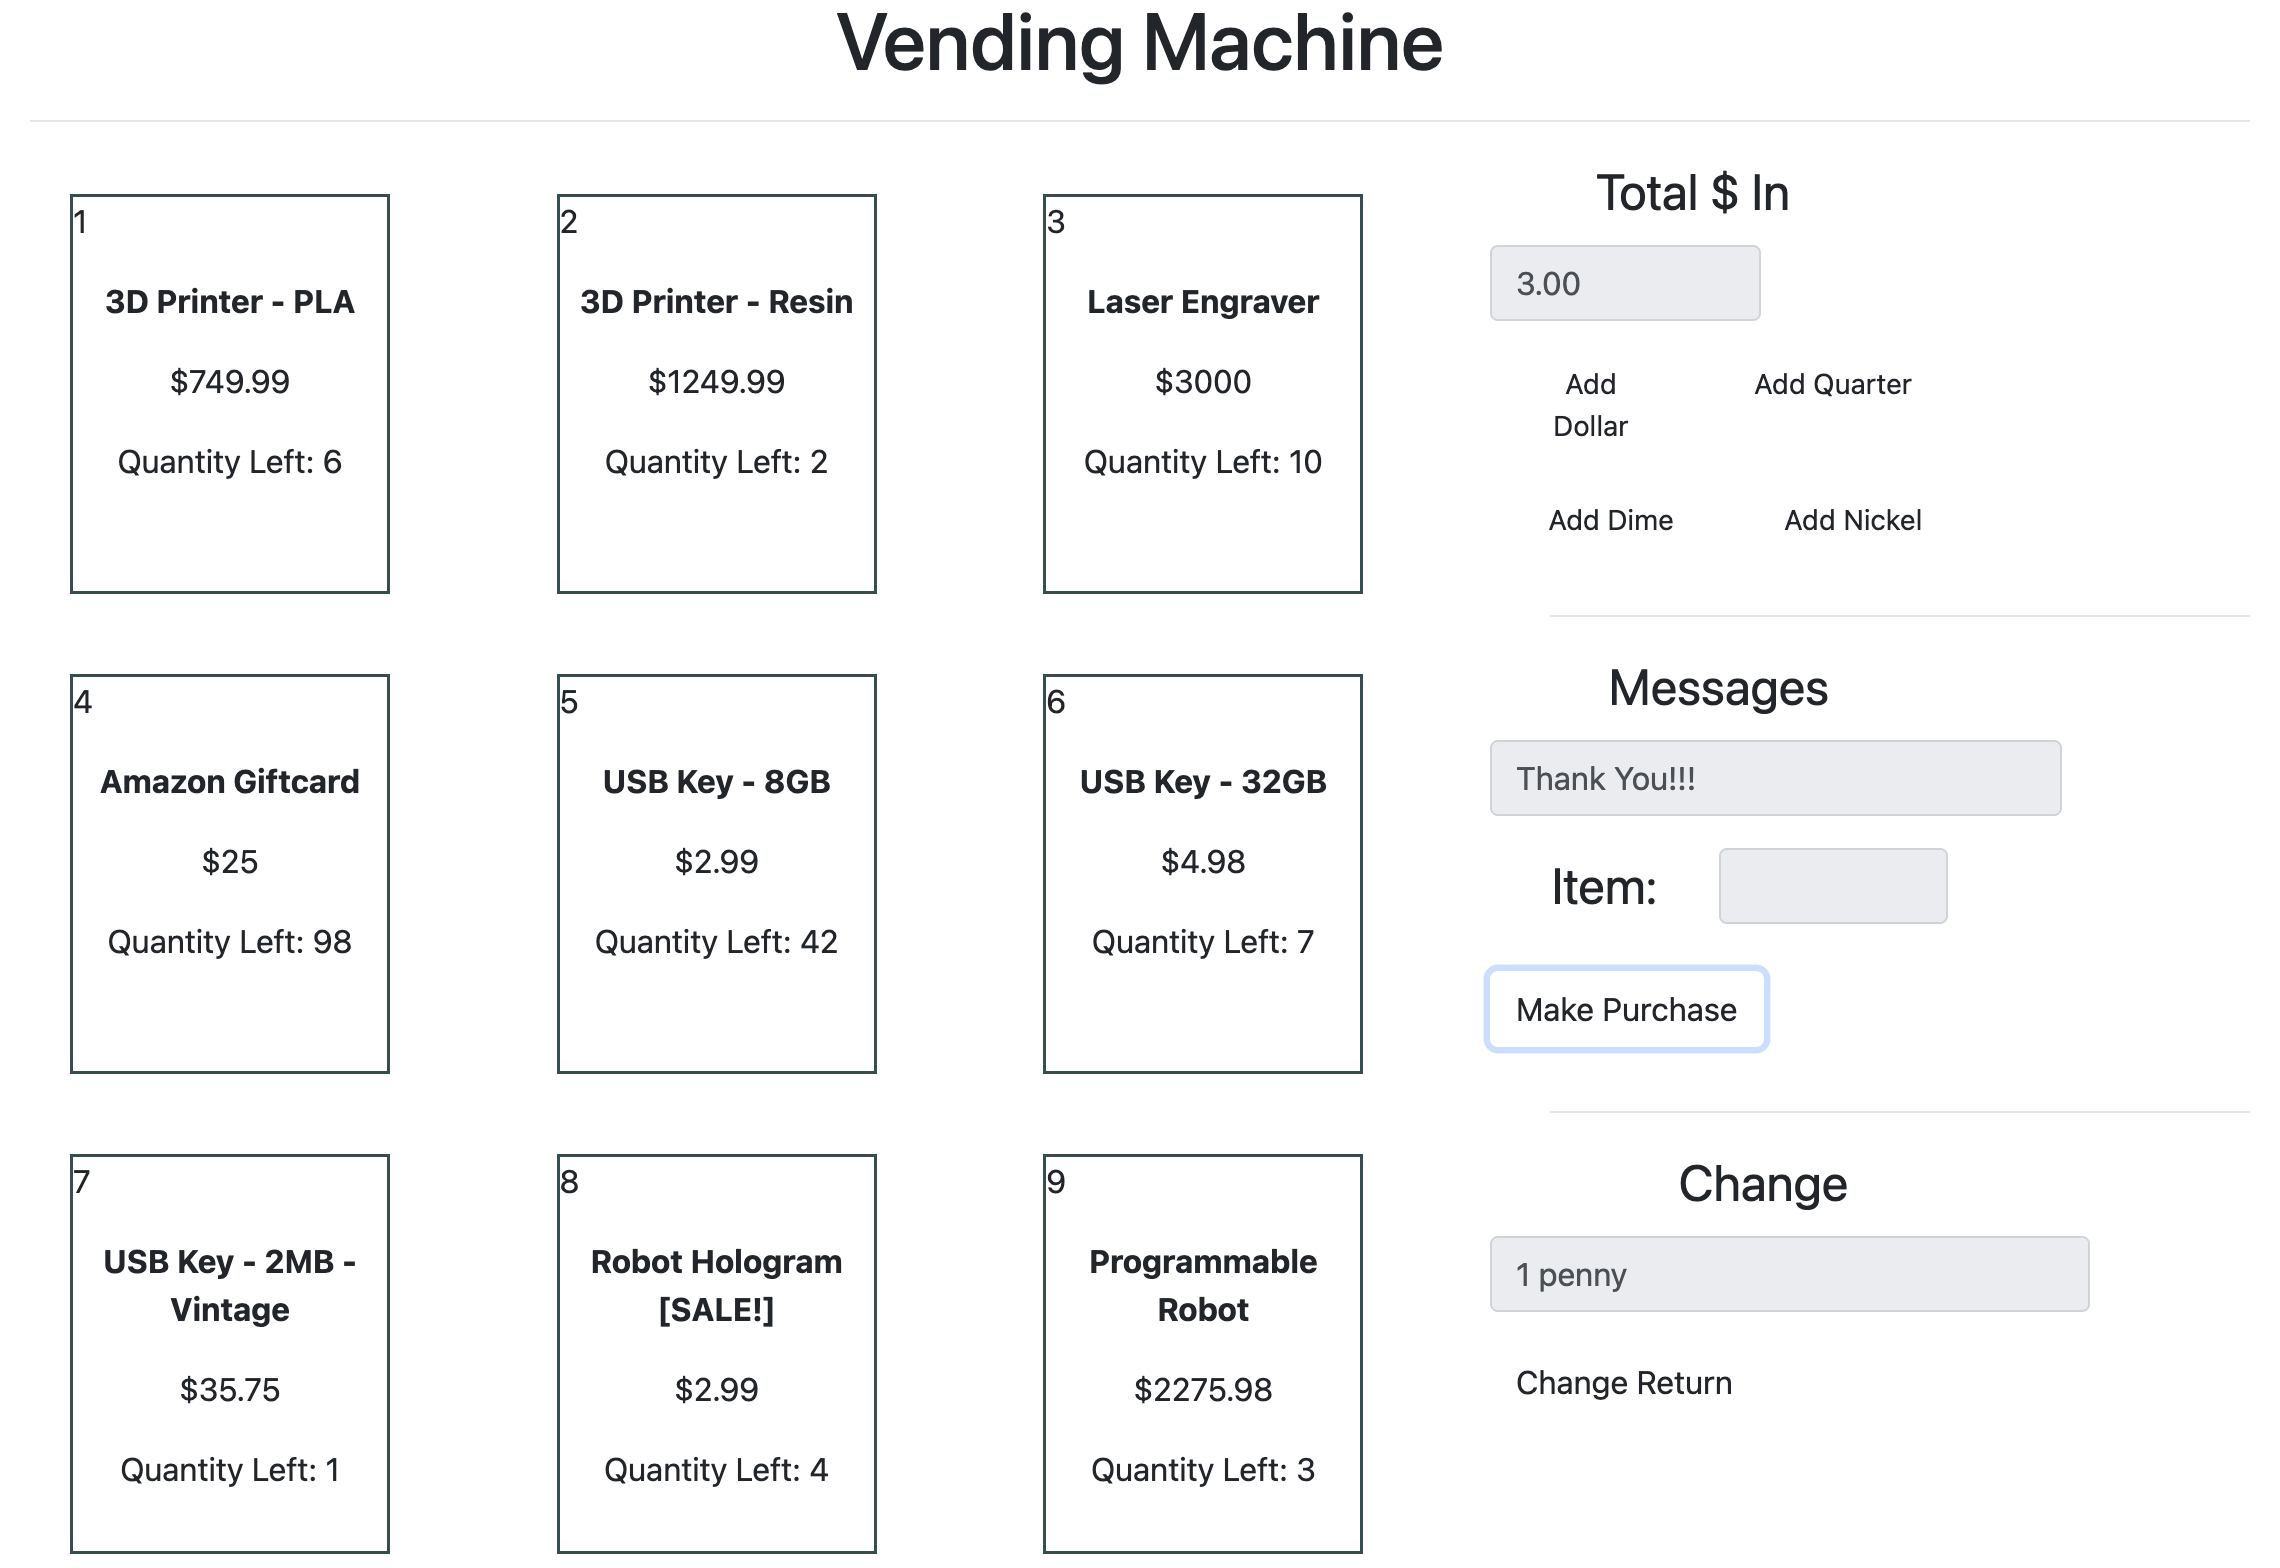 Vending Machine
1
3D Printer - PLA
$749.99
Quantity Left: 6
2
3D Printer - Resin
$1249.99
Quantity Left: 2
3
Laser Engraver
$3000
Quantity Left: 10
4
Amazon Giftcard
$25
Quantity Left: 98
5
USB Key - 8GB
$2.99
Quantity Left: 42
6
USB Key - 32GB
$4.98
Quantity Left: 7
7
USB Key - 2MB -
Vintage
$35.75
Quantity Left: 1
8
Robot Hologram
[SALE!]
$2.99
Quantity Left: 4
9
Programmable
Robot
$2275.98
Quantity Left: 3
Total $ In
3.00
Add
Dollar
Add Quarter
Add Dime
Add Nickel
Messages
Thank You!!!
Item:
Make Purchase
Change
1 penny
Change Return